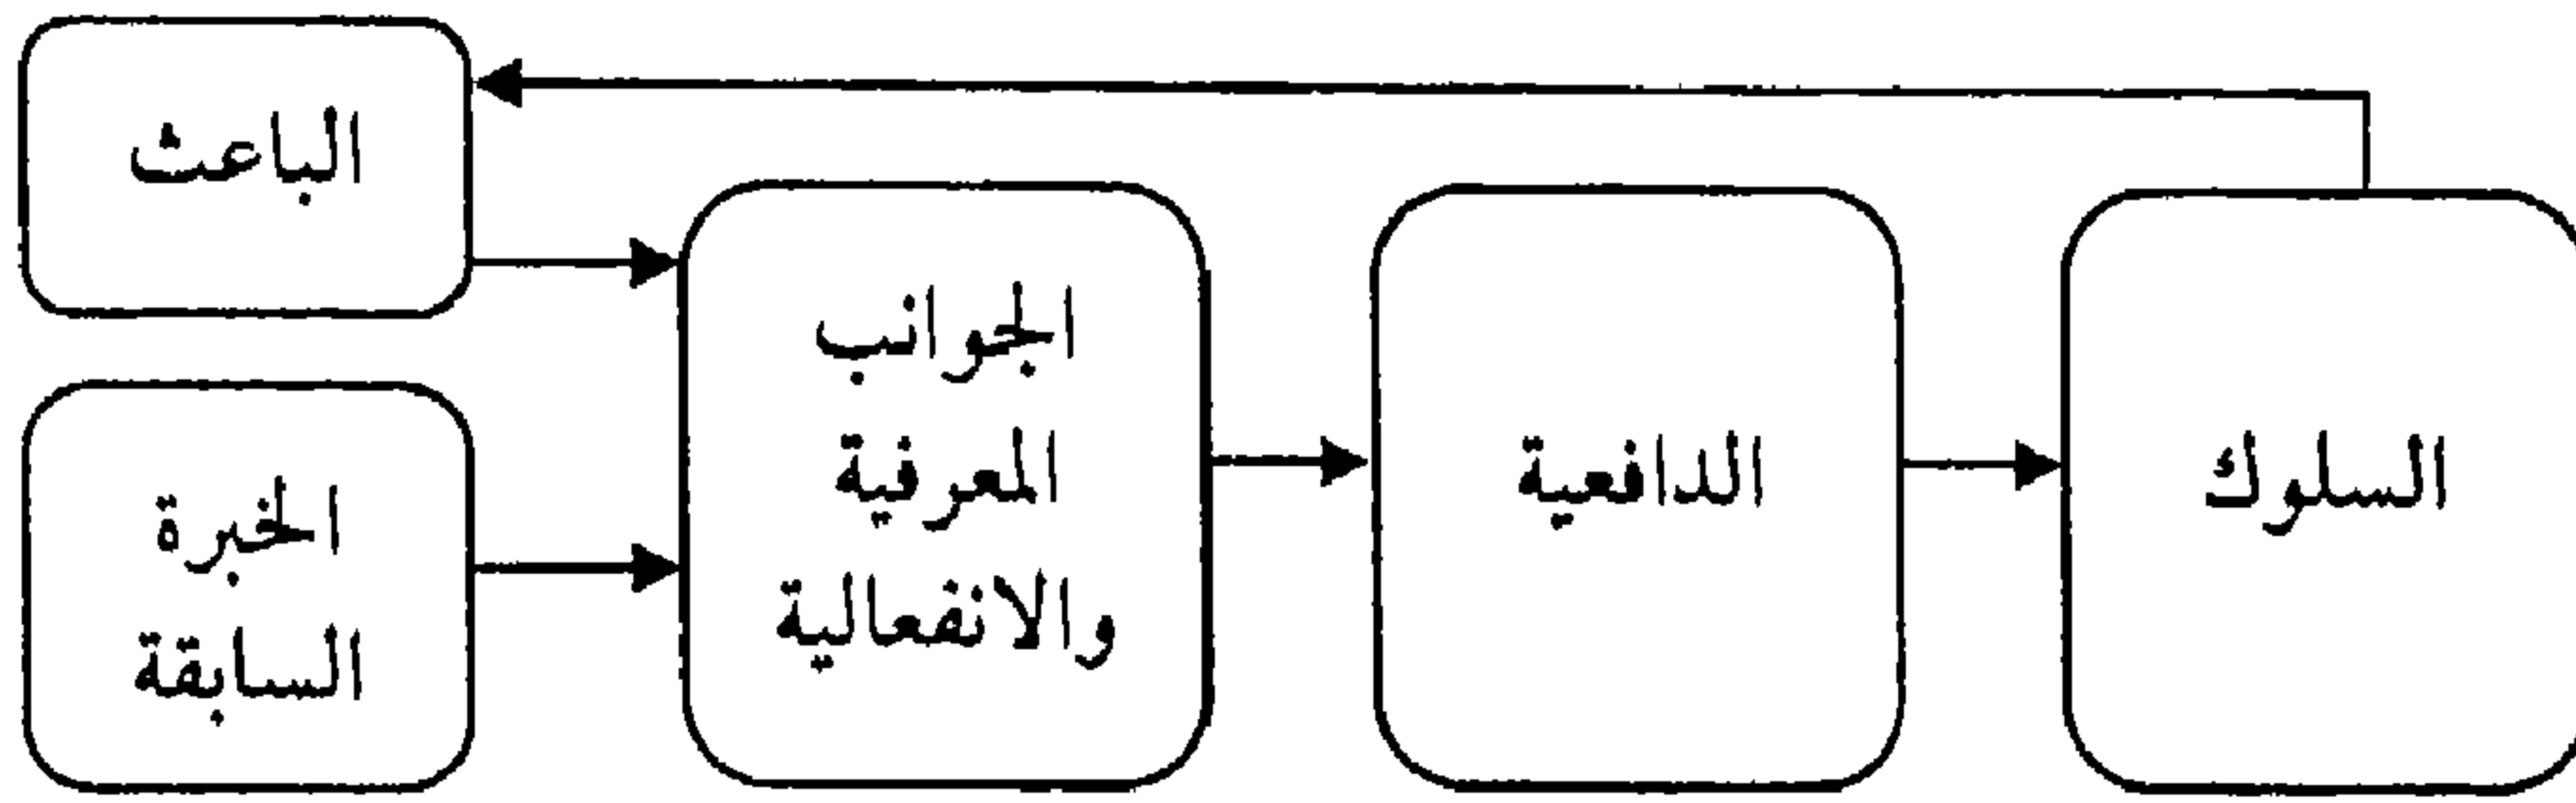 الباعث
الخبرة
السابقة
الجوانب
المعرفية
والانفعالية
الدافعية
السلوك